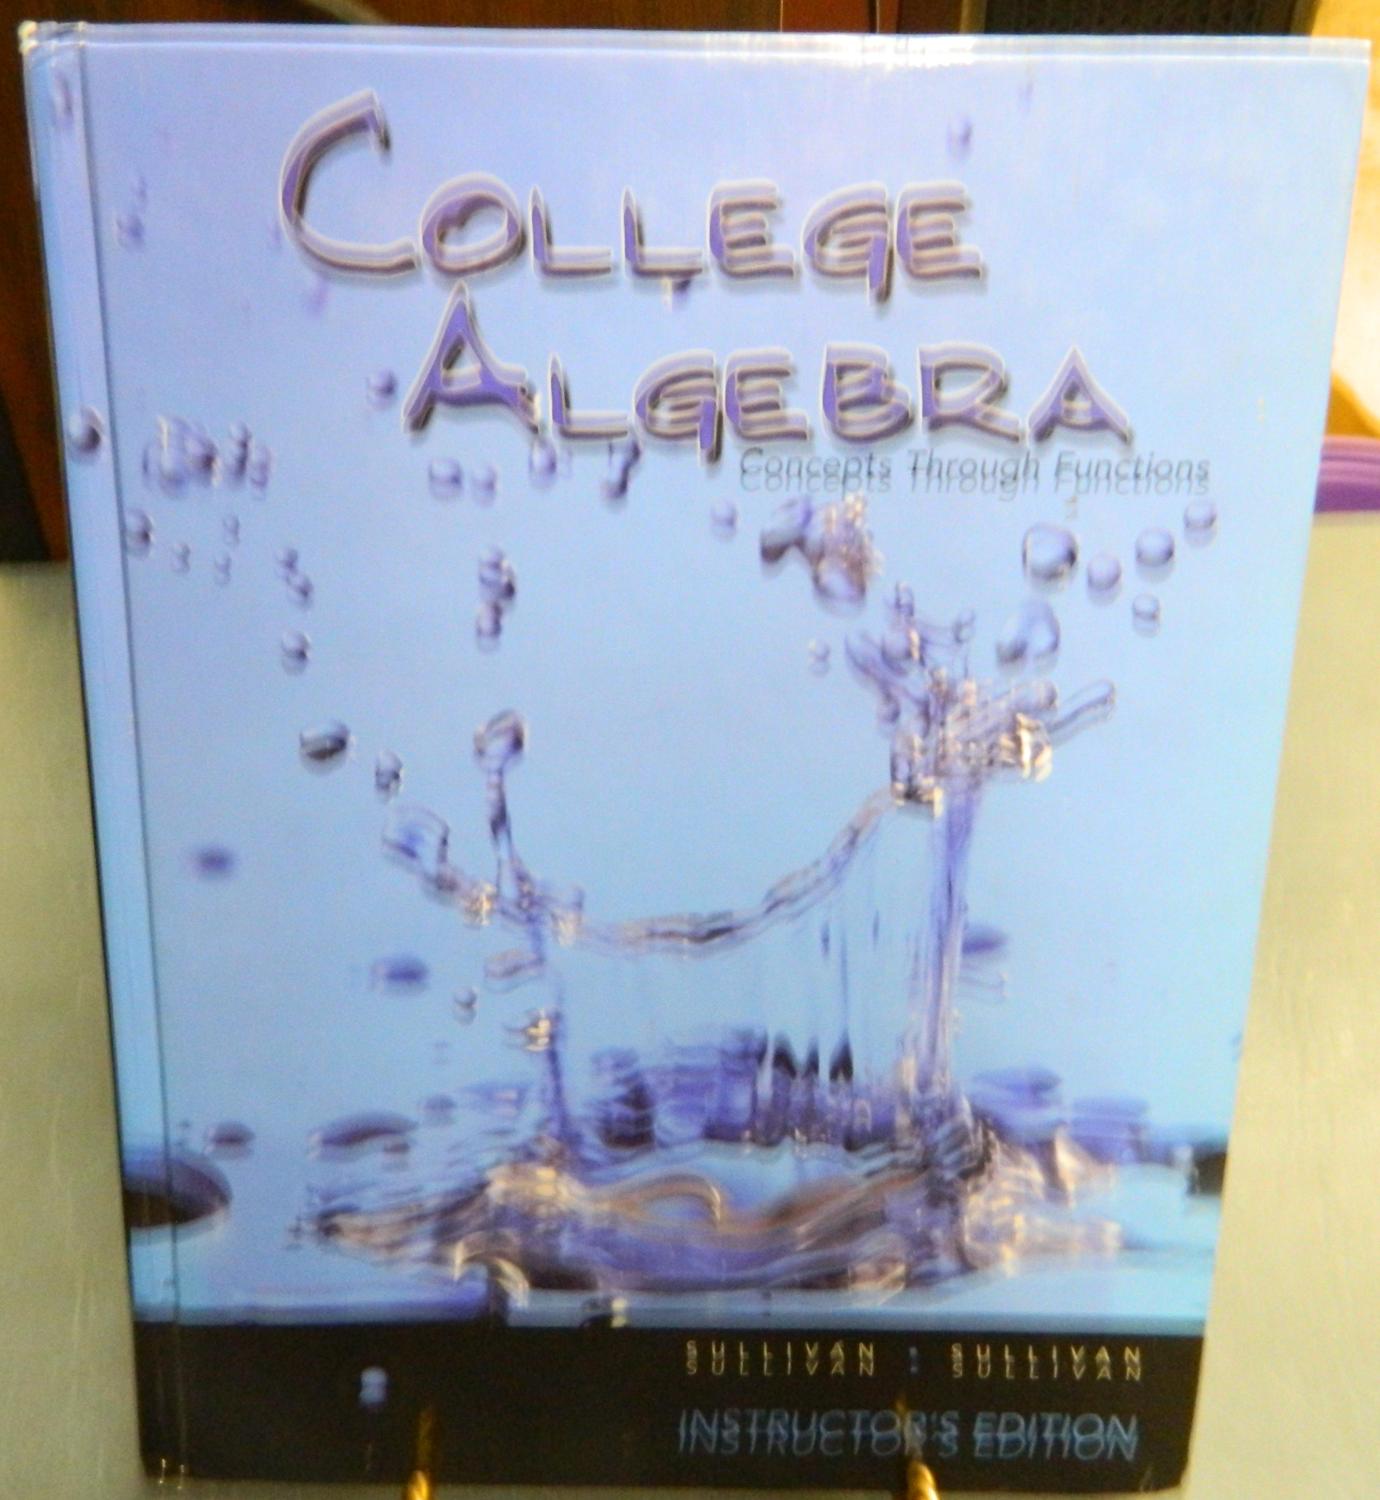 COLLEGE
ALGEBRA
Concepts Through Functions
SULLIVAN : SULLIVAN
INSTRUCTOR'S EDITION